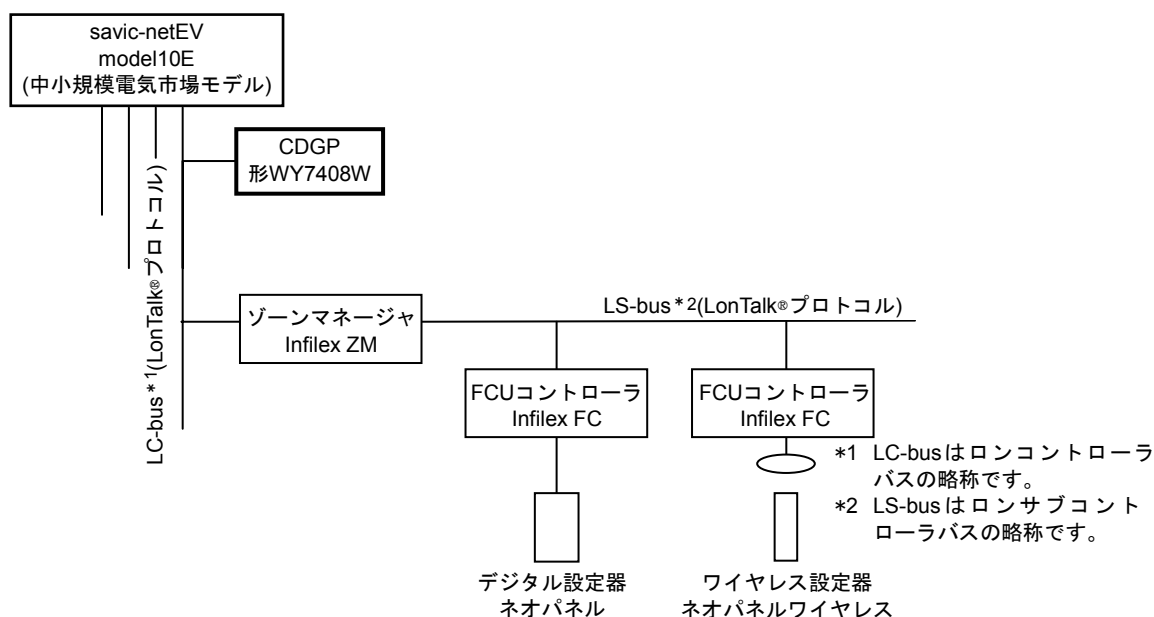 savic-netEV
model10E
(中小規模電気市場モデル)
CDGP
形WY7408W
LC-bus*1(LonTalk®プロトコル)
ゾーンマネージャ
Infilex ZM
LS-bus*2(LonTalk®プロトコル)
FCUコントローラ
Infilex FC
FCUコントローラ
Infilex FC
*1 LC-busはロンコントローラ
バスの略称です。
*2 LS-busはロンサブコント
ローラバスの略称です。
デジタル設定器
ネオパネル
ワイヤレス設定器
ネオパネルワイヤレス